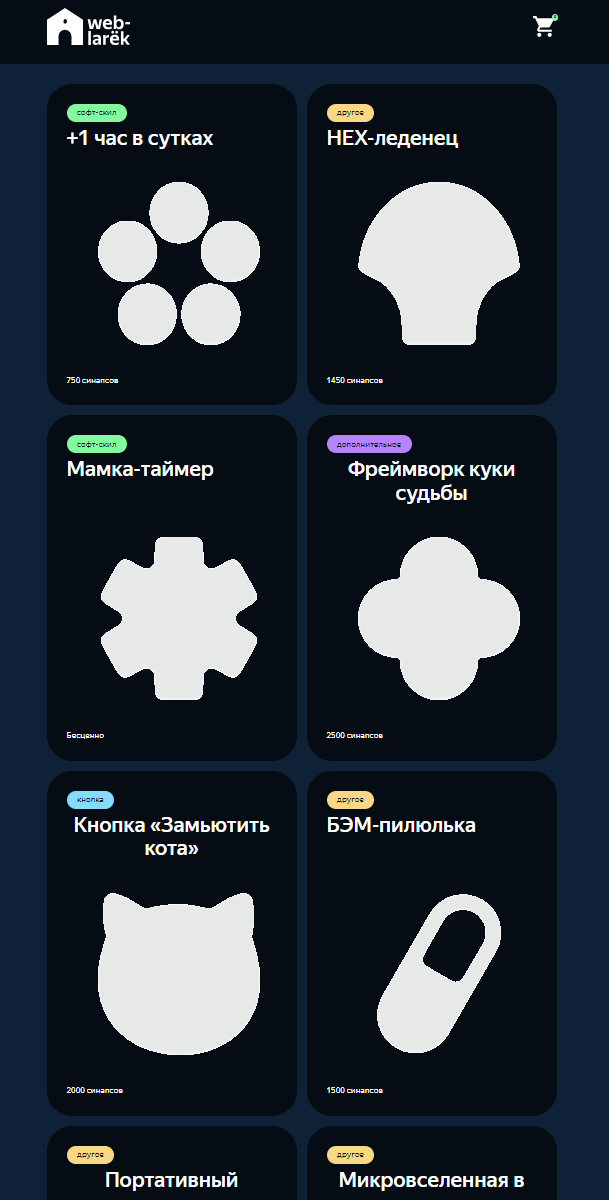 web-
larёk
софт-скил
+1 час в сутках
750 синапсов
другое
HEX-леденец
1450 синапсов
софт-скил
Мамка-таймер
Бесценно
дополнительное
Фреймворк куки
судьбы
2500 синапсов
кнопка
Кнопка «Замьютить
кота»
2000 синапсов
другое
БЭМ-пилюлька
1500 синапсов
другое
Портативный
другое
Микровселенная в